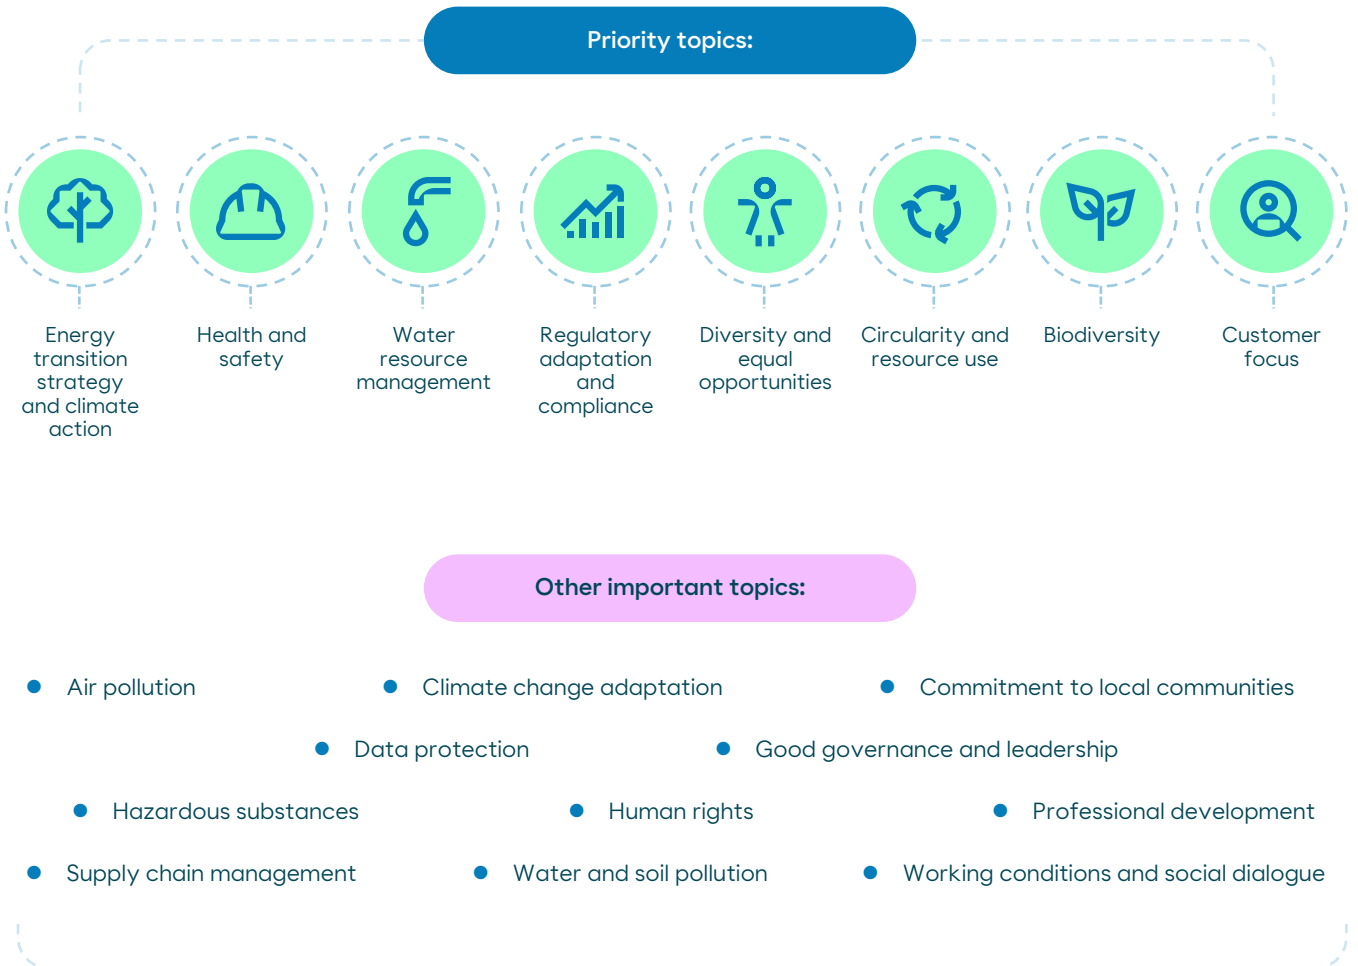 Priority topics:
Energy
transition
strategy
and climate
action
Health and
safety
Water
resource
management
Regulatory
adaptation
and
compliance
Diversity and
equal
opportunities
Circularity and
resource use
Biodiversity
Customer
focus
Other important topics:
Air pollution
Climate change adaptation
Commitment to local communities
Data protection
Good governance and leadership
Hazardous substances
Human rights
Professional development
Supply chain management
Water and soil pollution
Working conditions and social dialogue